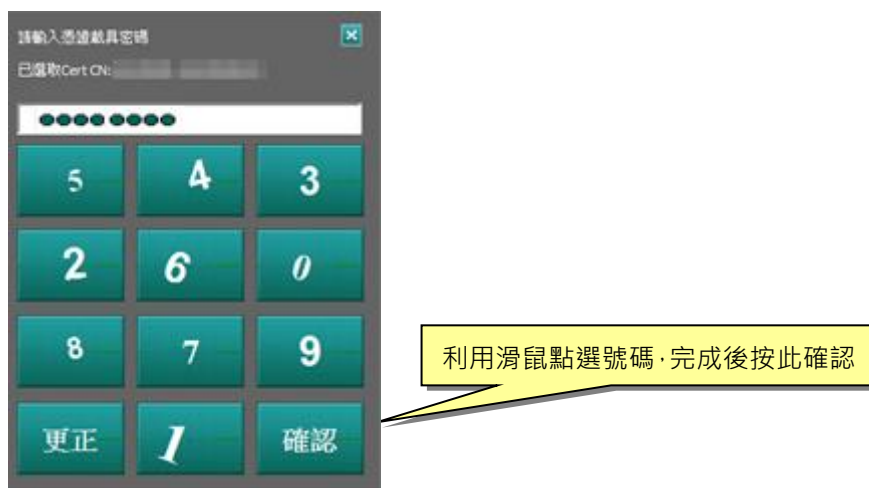 請輸入憑證載具密碼
已選取Cert CN:
5 4 3
2 6 0
8 7 9
更正 1 確認
利用滑鼠點選號碼,完成後按此確認